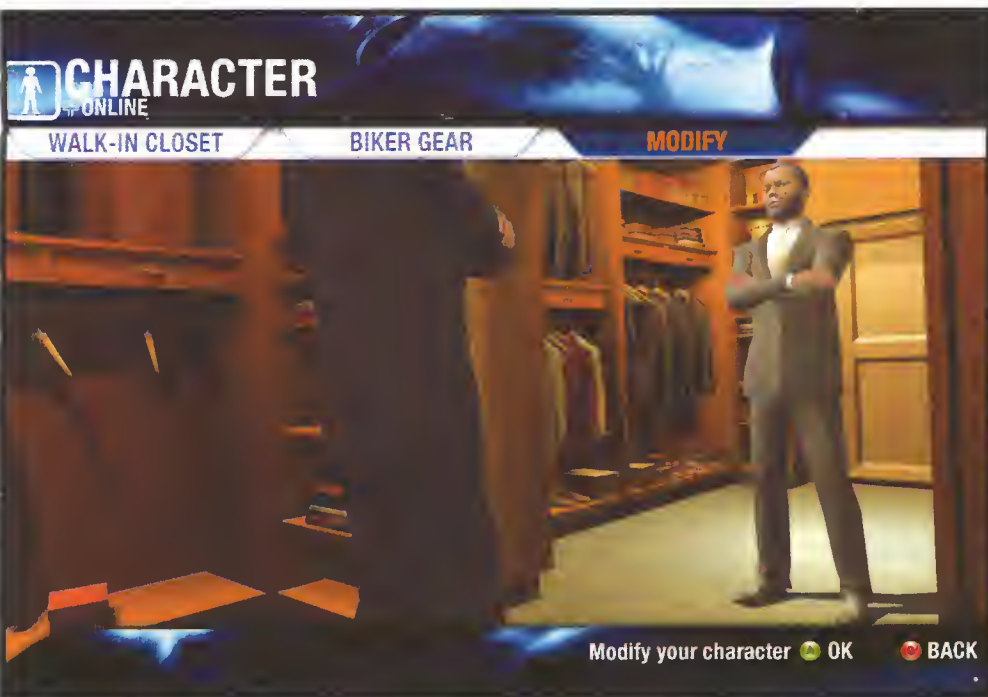 CHARACTER
ONLINE
WALK-IN CLOSET BIKER GEAR MODIFY
Modify your character A OK B BACK